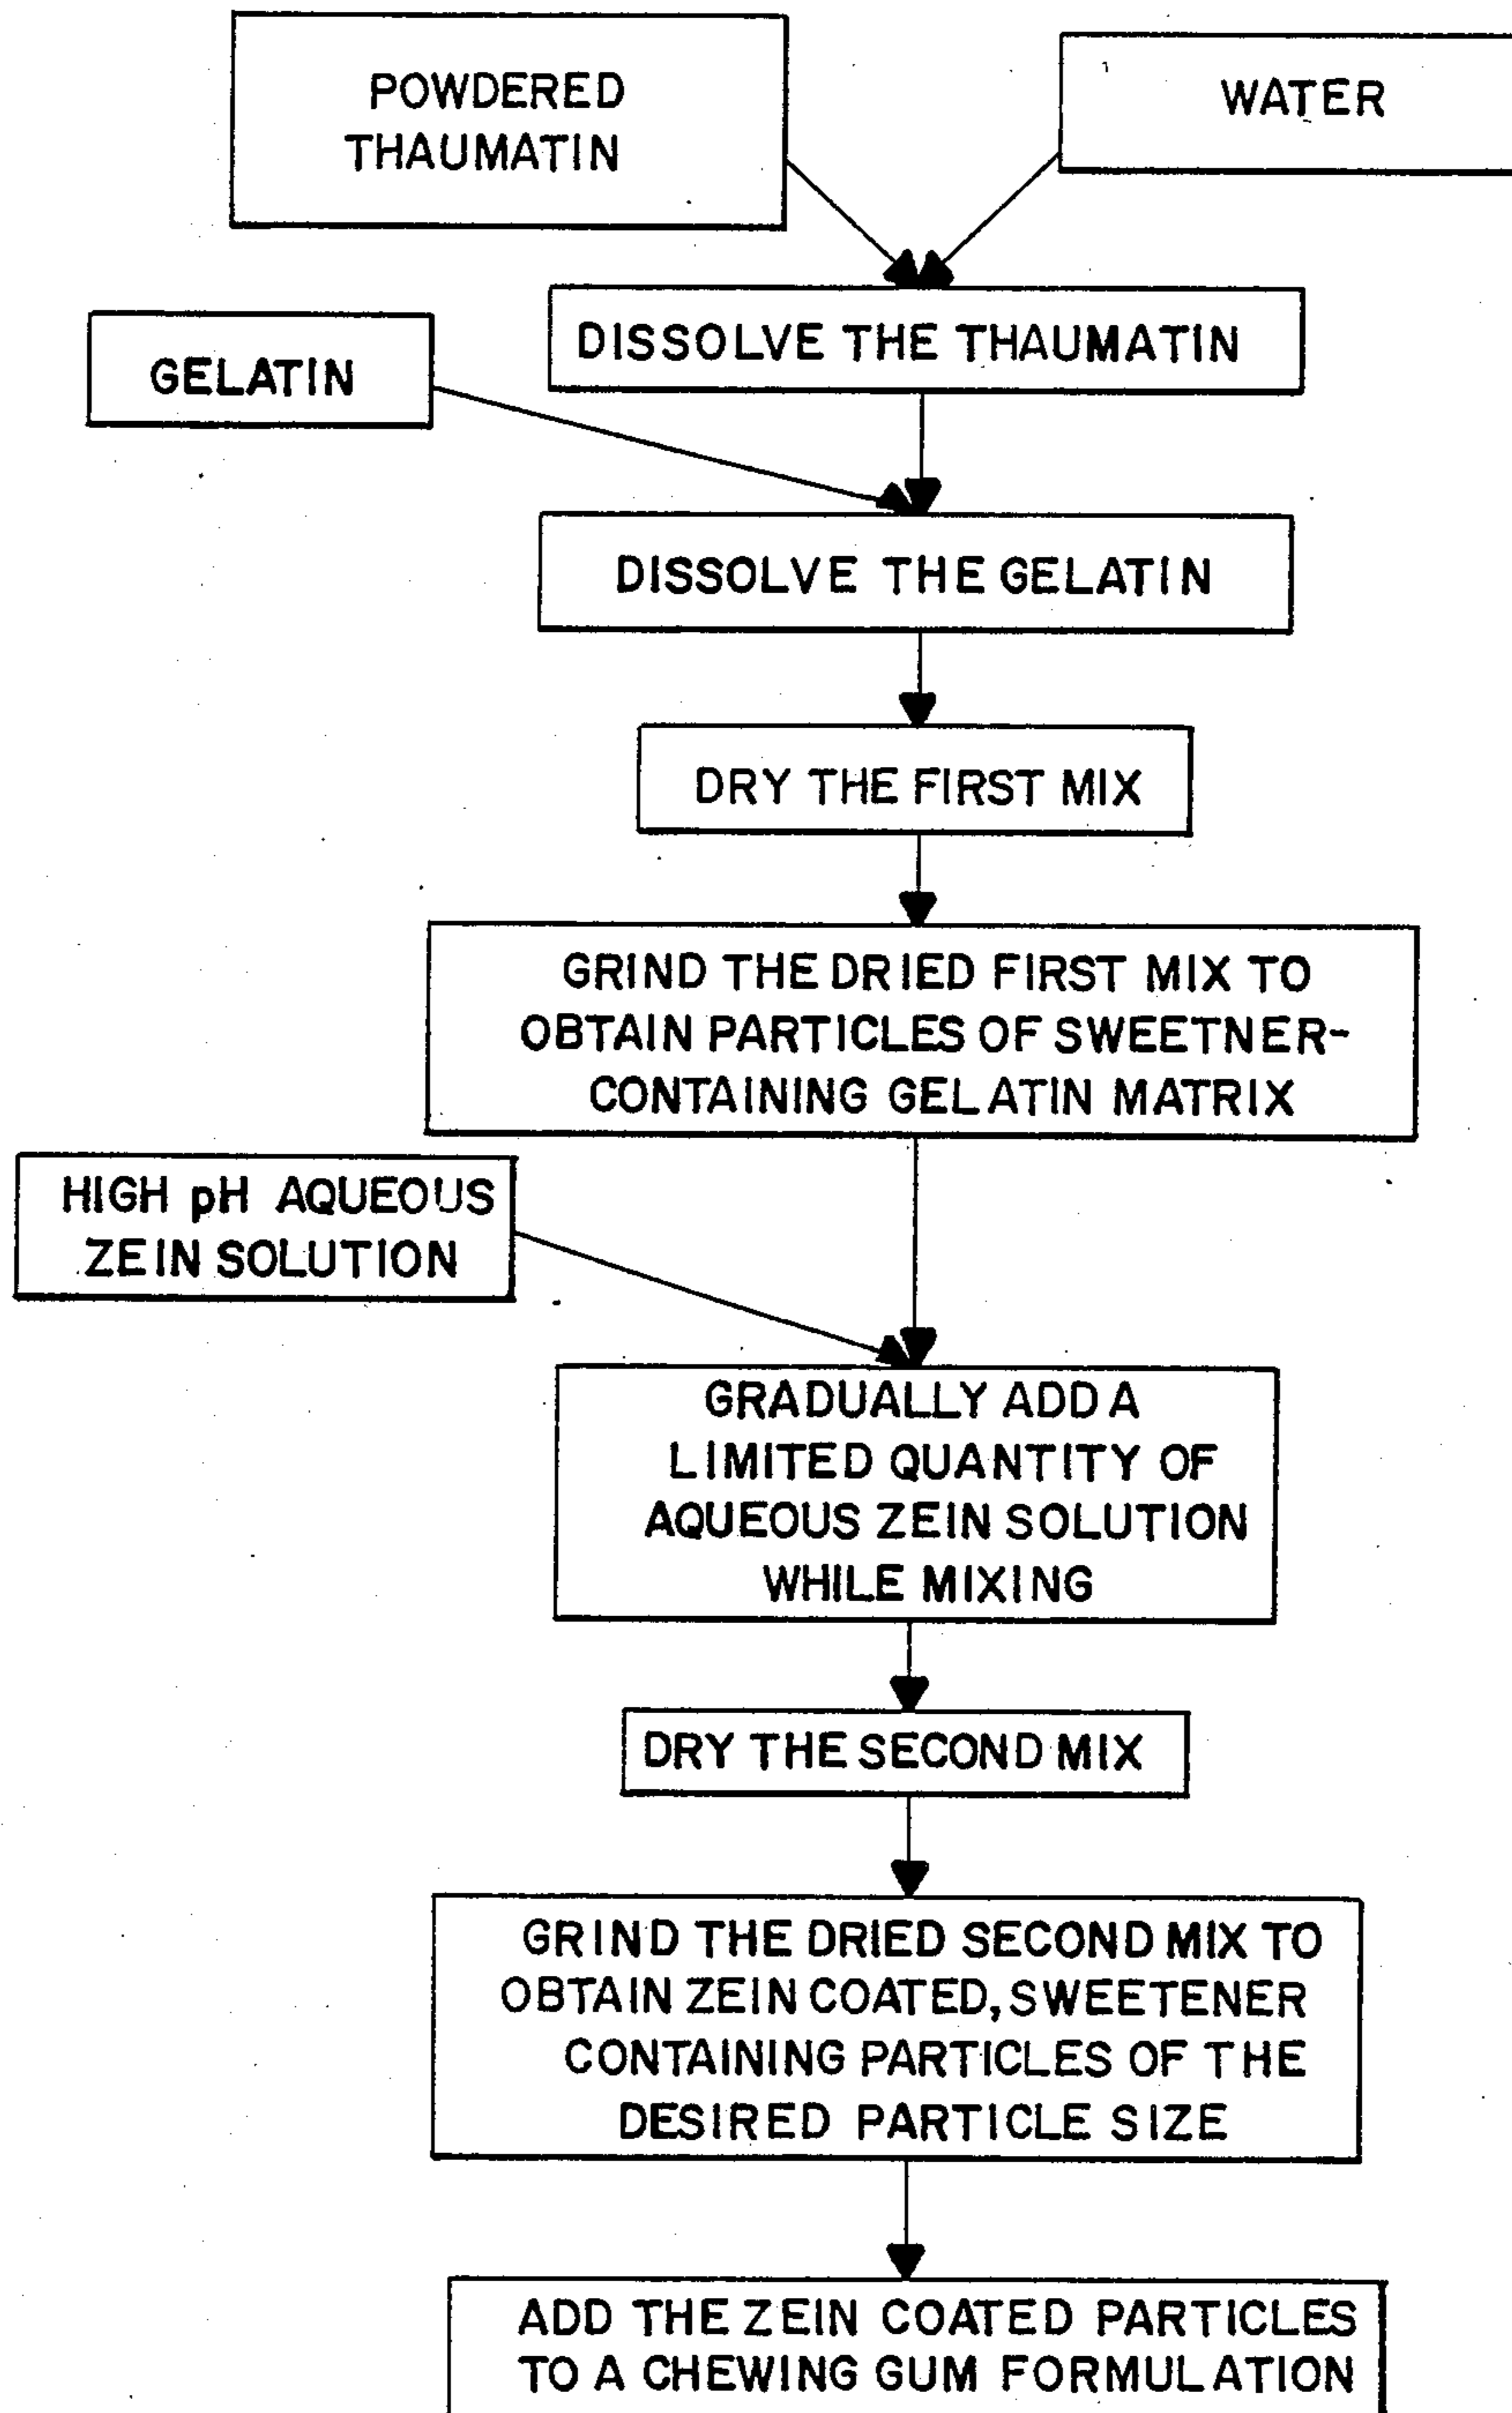 POWDERED
THAUMATIN
WATER
DISSOLVE THE THAUMATIN
GELATIN
DISSOLVE THE GELATIN
DRY THE FIRST MIX
GRIND THE DRIED FIRST MIX TO
OBTAIN PARTICLES OF SWEETNER-
CONTAINING GELATIN MATRIX
HIGH pH AQUEOUS
ZEIN SOLUTION
GRADUALLY ADD A
LIMITED QUANTITY OF
AQUEOUS ZEIN SOLUTION
WHILE MIXING
DRY THE SECOND MIX
GRIND THE DRIED SECOND MIX TO
OBTAIN ZEIN COATED, SWEETENER
CONTAINING PARTICLES OF THE
DESIRED PARTICLE SIZE
ADD THE ZEIN COATED PARTICLES
TO A CHEWING GUM FORMULATION